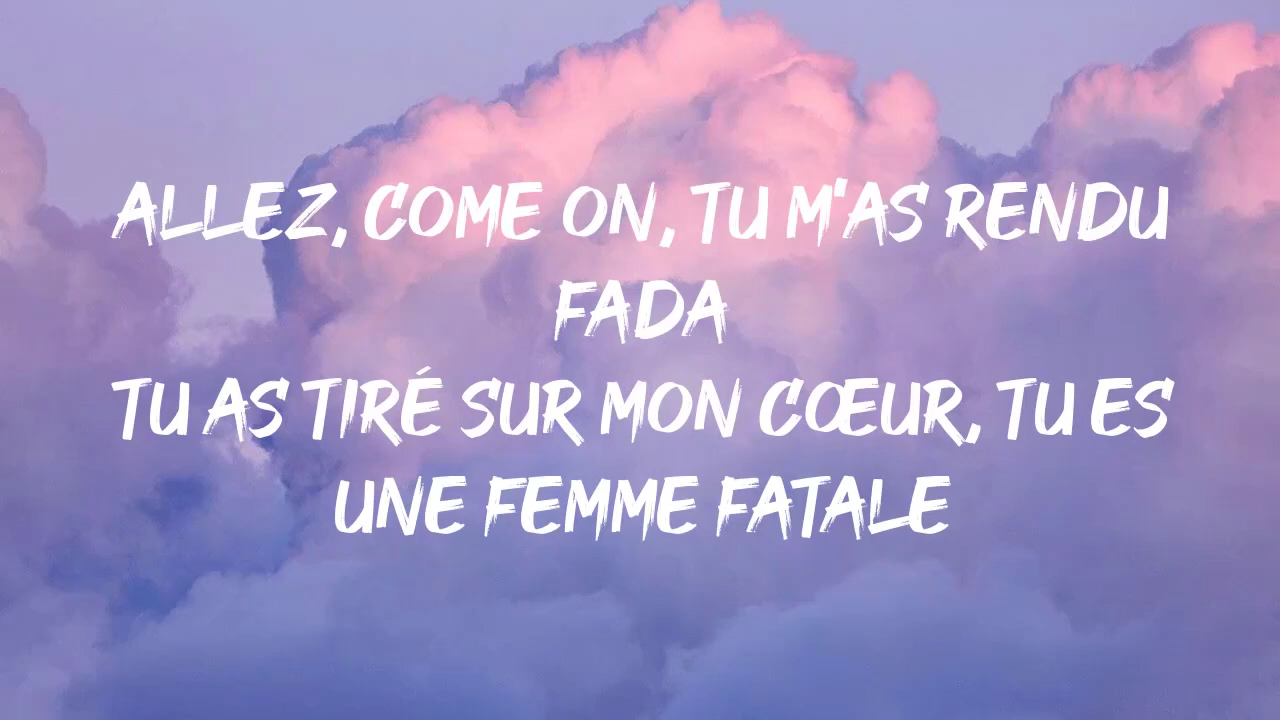 ALLEZ, COME ON, TU M'AS RENDU
FADA
TU AS TIRÉ SUR MON CŒUR, TU ES
UNE FEMME FATALE